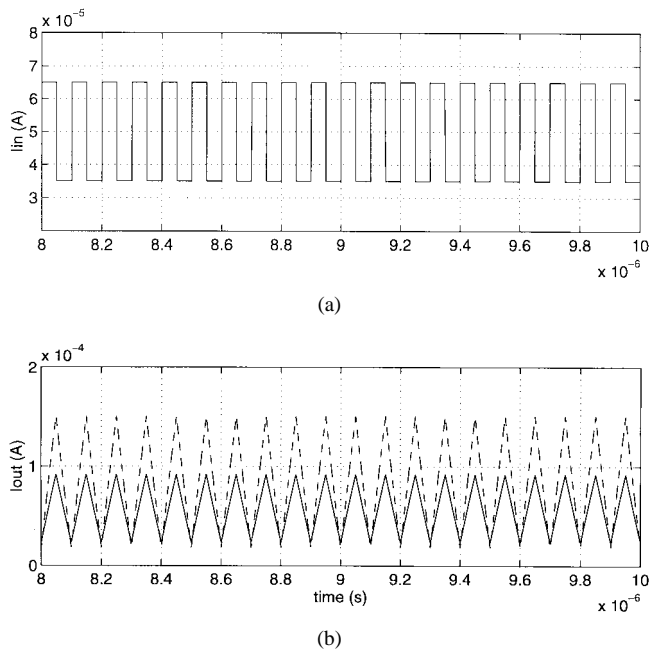 x 10⁻⁵
8
7
6
5
4
3
Iin (A)
8 8.2 8.4 8.6 8.8 9 9.2 9.4 9.6 9.8 10
x 10⁻⁶
(a)
x 10⁻⁴
2
1
0
Iout (A)
8 8.2 8.4 8.6 8.8 9 9.2 9.4 9.6 9.8 10
time (s)
x 10⁻⁶
(b)